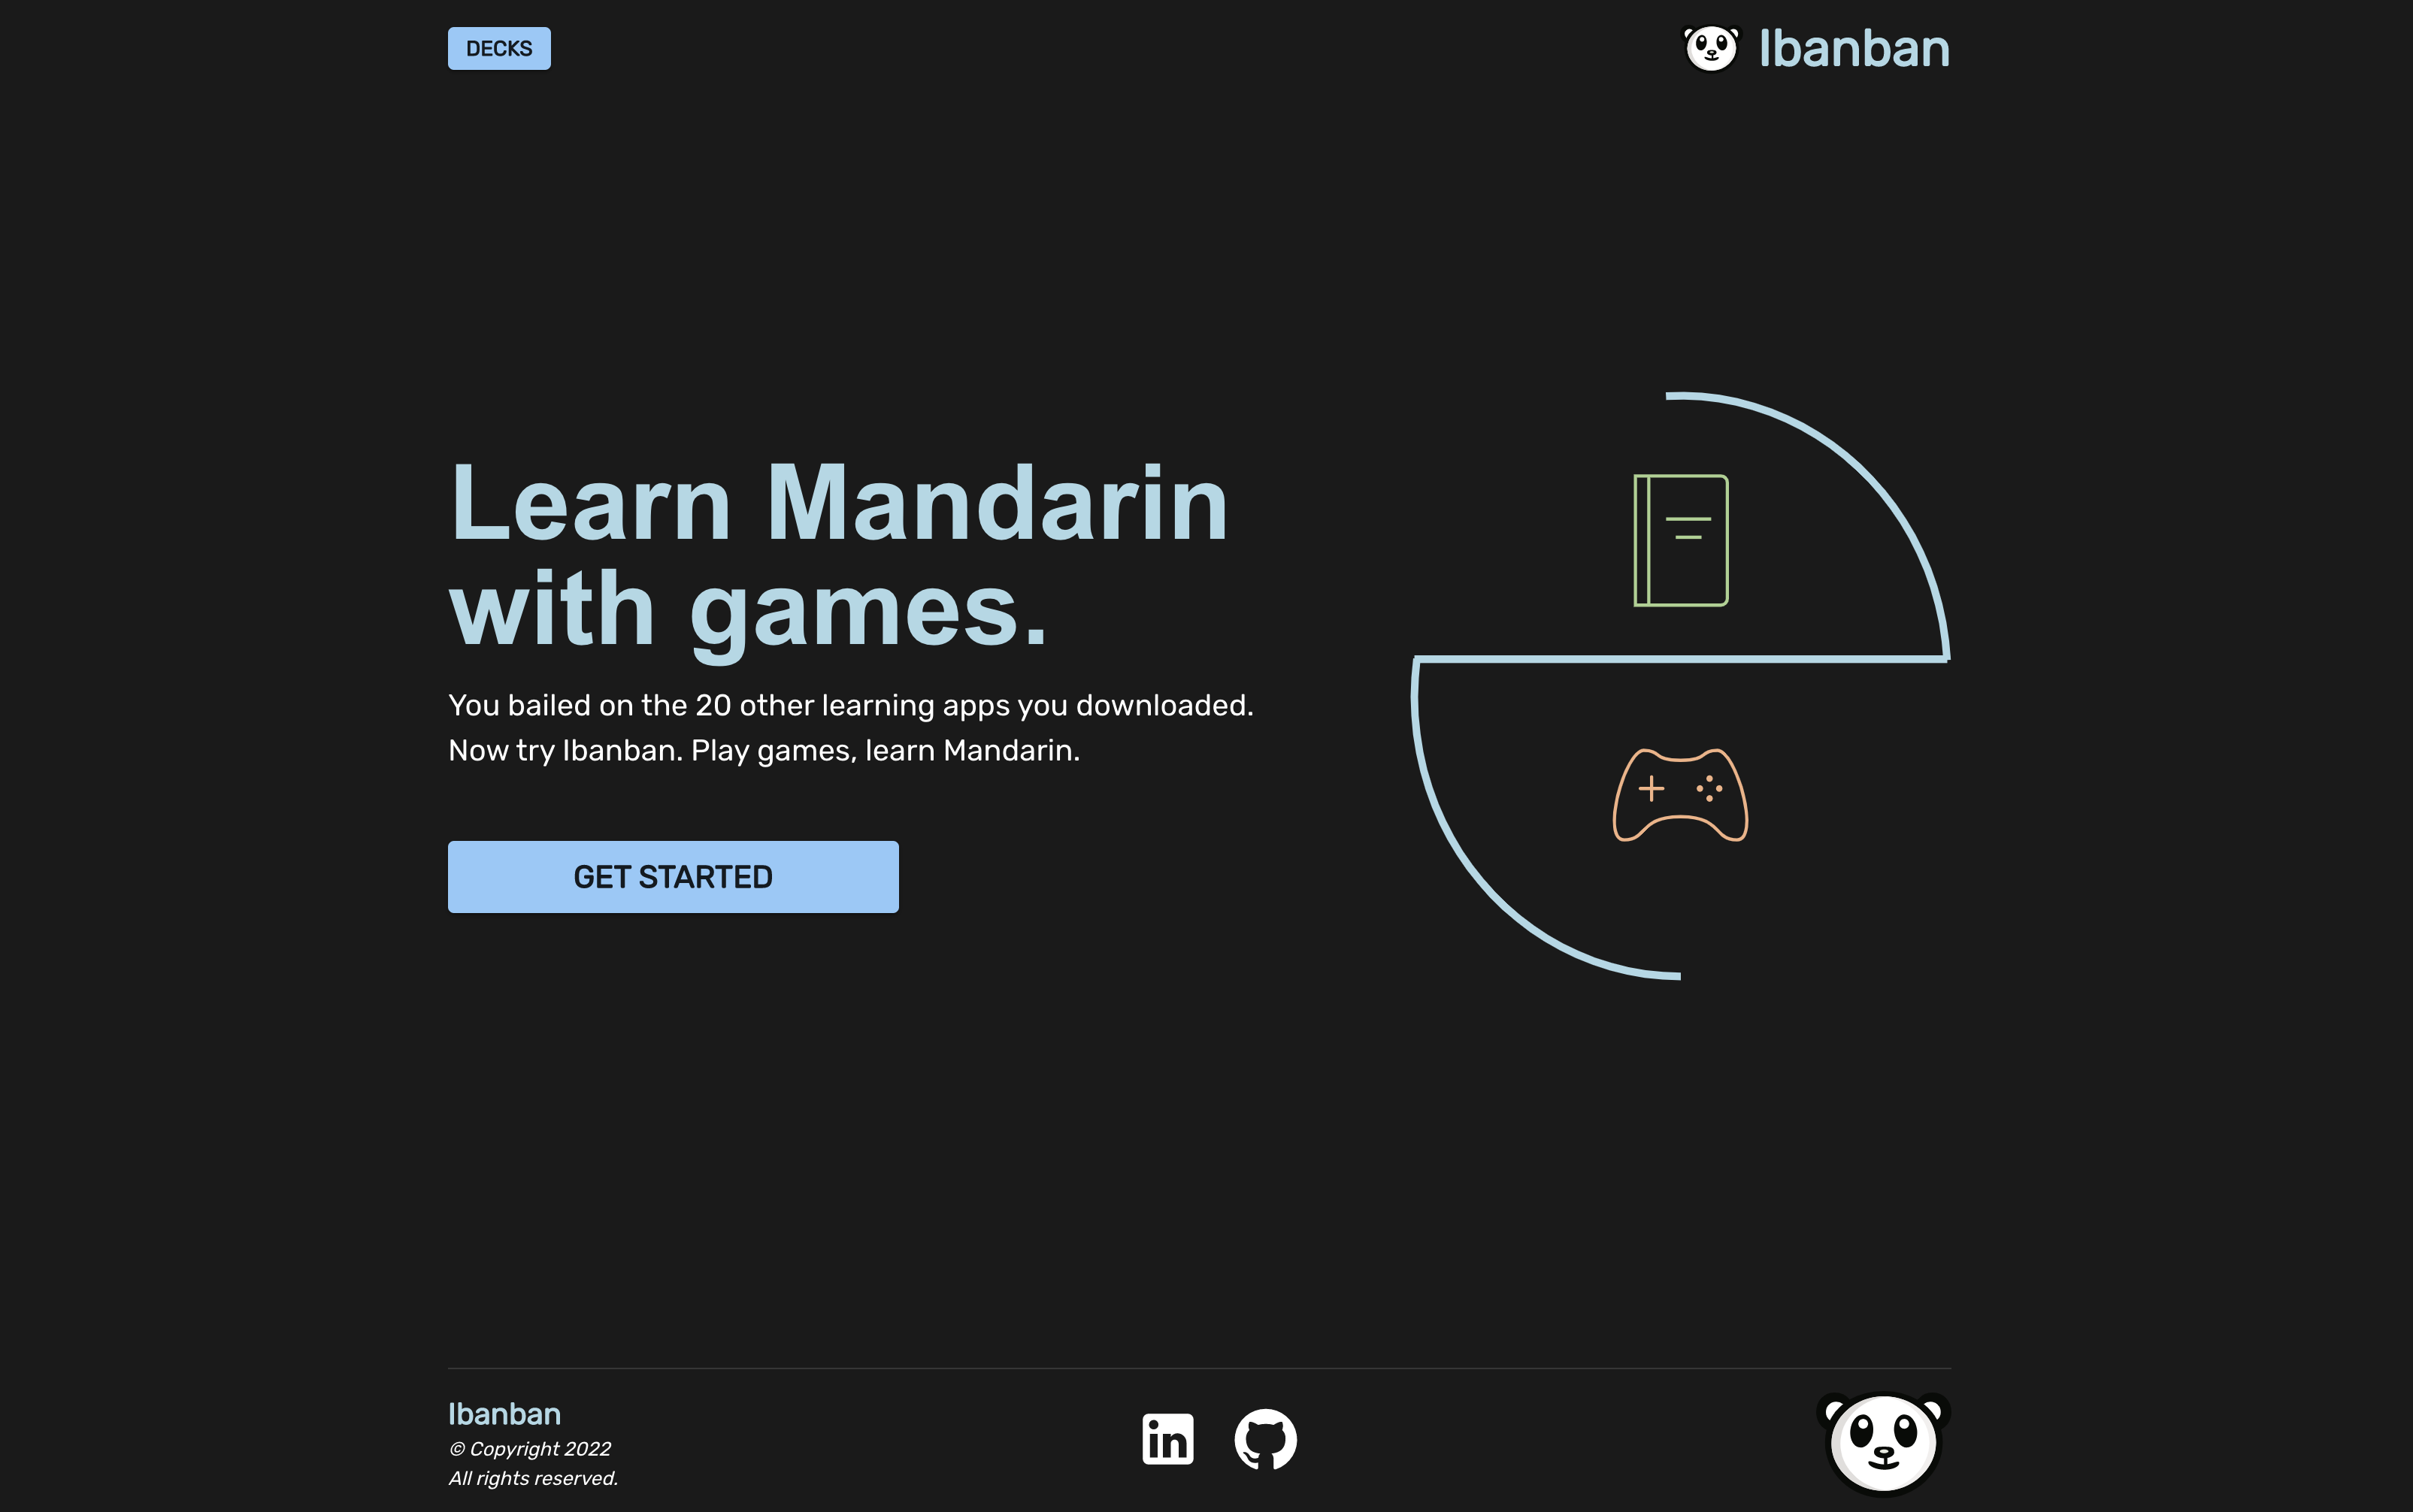 DECKS
Ibanban
Learn Mandarin
with games.
You bailed on the 20 other learning apps you downloaded.
Now try Ibanban. Play games, learn Mandarin.
GET STARTED
Ibanban
© Copyright 2022
All rights reserved.
in